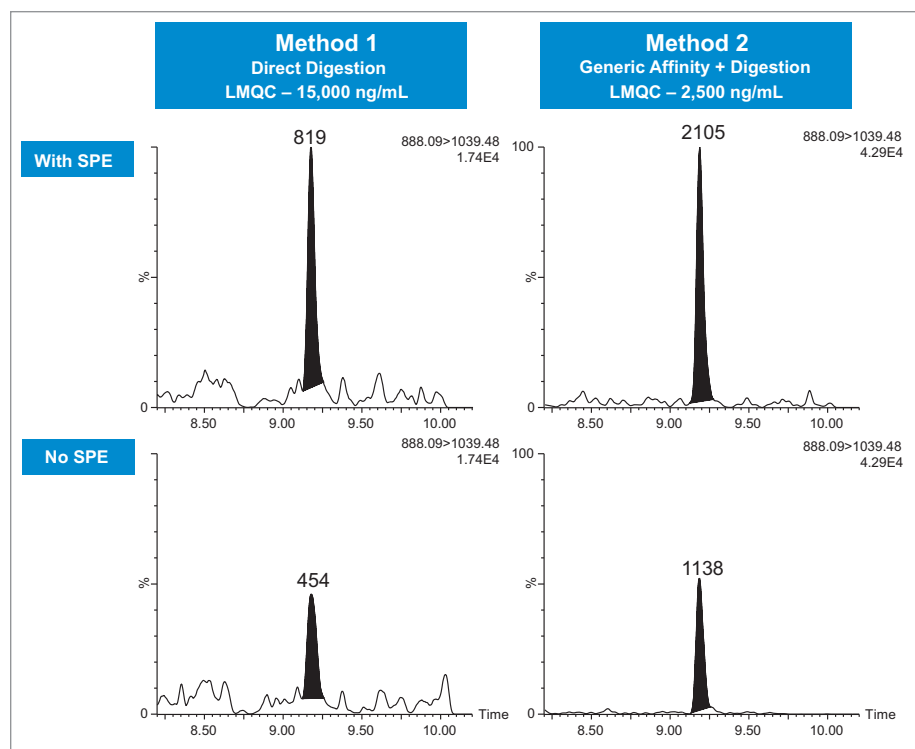 Method 1
Direct Digestion
LMQC – 15,000 ng/mL
Method 2
Generic Affinity + Digestion
LMQC – 2,500 ng/mL
With SPE
819
888.09>1039.48
1.74E4
%
0
8.50
9.00
9.50
10.00
2105
888.09>1039.48
4.29E4
100
%
0
8.50
9.00
9.50
10.00
No SPE
888.09>1039.48
1.74E4
454
%
0
8.50
9.00
9.50
10.00
Time
888.09>1039.48
4.29E4
100
1138
%
0
8.50
9.00
9.50
10.00
Time